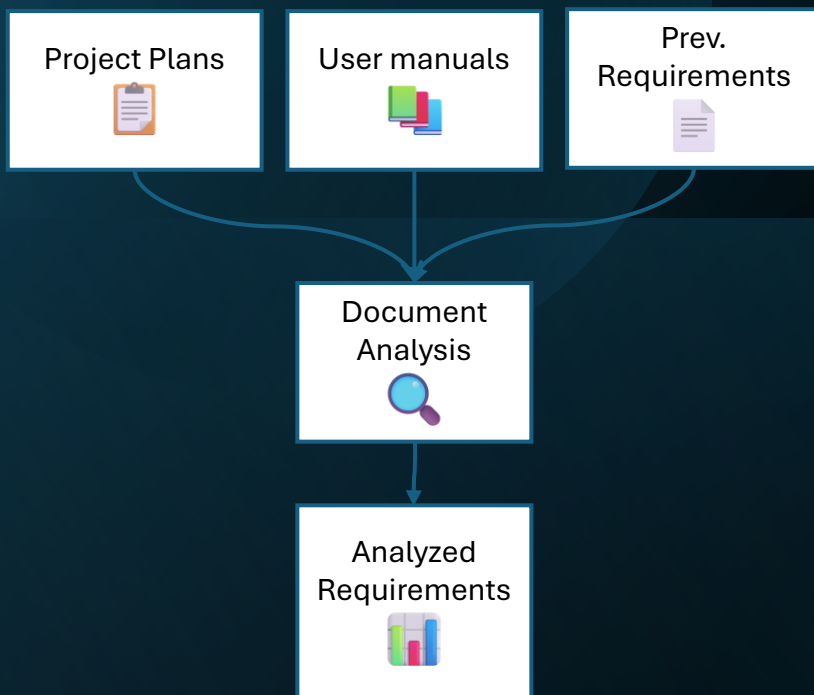 Project Plans
User manuals
Prev.
Requirements
Document
Analysis
Analyzed
Requirements